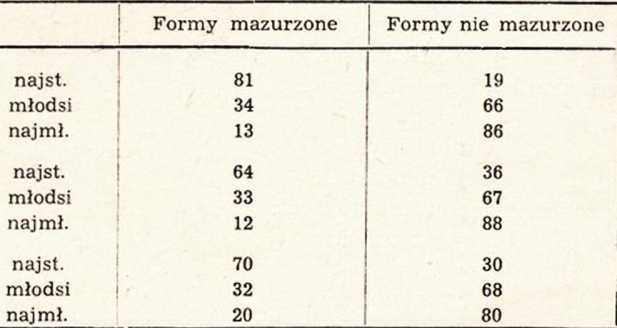 Formy mazurzone Formy nie mazurzone
najst. 81 19
młodsi 34 66
najmł. 13 86
najst. 64 36
młodsi 33 67
najmł. 12 88
najst. 70 30
młodsi 32 68
najmł. 20 80